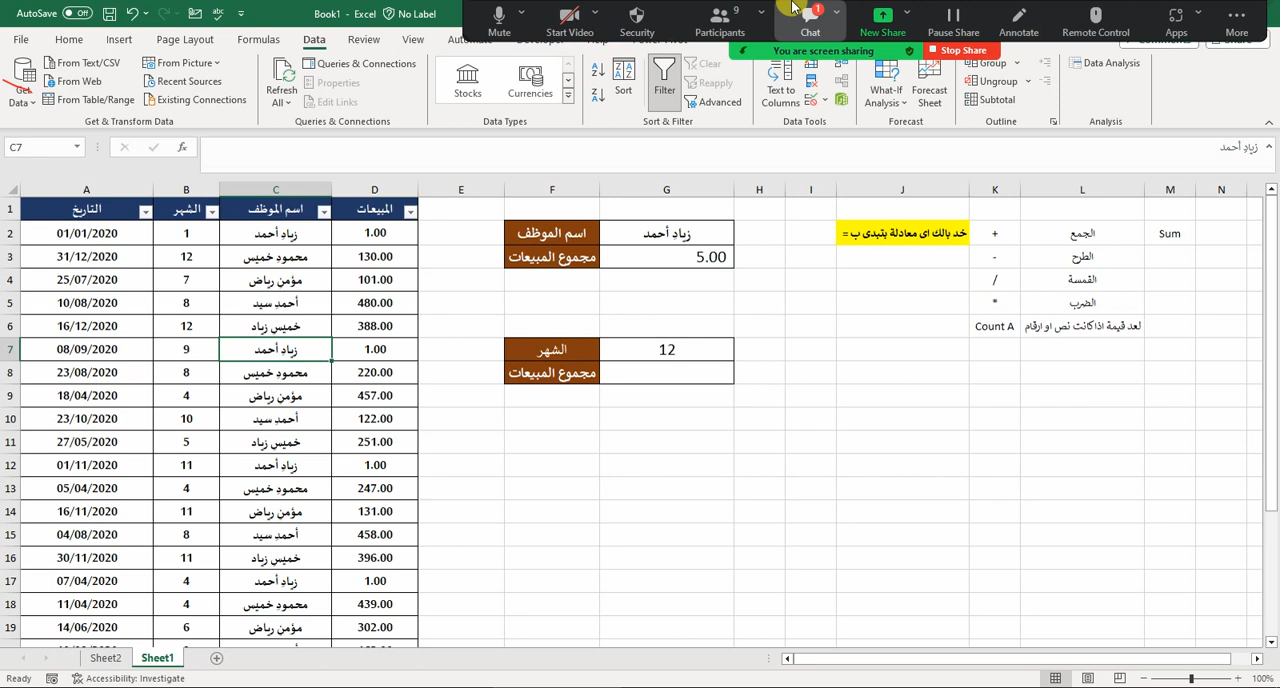 AutoSave Off Book1 - Excel No Label
Mute Start Video Security Participants 9 Chat 1 New Share Pause Share Annotate Remote Control Apps More
You are screen sharing Stop Share
File Home Insert Page Layout Formulas Data Review View
Get Data
From Text/CSV
From Web
From Table/Range
From Picture
Recent Sources
Existing Connections
Get & Transform Data
Refresh All
Queries & Connections
Properties
Edit Links
Queries & Connections
Stocks Currencies
Data Types
Sort Filter
Clear
Reapply
Advanced
Sort & Filter
Text to Columns
Data Tools
What-If Analysis
Forecast Sheet
Forecast
Group
Ungroup
Subtotal
Outline
Data Analysis
Analysis
C7 fx زياد أحمد
A B C D E F G H I J K L M N
1 التاريخ الشهر اسم الموظف المبيعات
2 01/01/2020 1 زياد أحمد 1.00 اسم الموظف زياد أحمد خد بالك اى معادلة بتبدى ب = + الجمع Sum
3 31/12/2020 12 محمود خميس 130.00 مجموع المبيعات 5.00 - الطرح
4 25/07/2020 7 مؤمن رياض 101.00 / القمسة
5 10/08/2020 8 أحمد سيد 480.00 * الضرب
6 16/12/2020 12 خميس زياد 388.00 Count A لعد قيمة اذا كانت نص او ارقام
7 08/09/2020 9 زياد أحمد 1.00 الشهر 12
8 23/08/2020 8 محمود خميس 220.00 مجموع المبيعات
9 18/04/2020 4 مؤمن رياض 457.00
10 23/10/2020 10 أحمد سيد 122.00
11 27/05/2020 5 خميس زياد 251.00
12 01/11/2020 11 زياد أحمد 1.00
13 05/04/2020 4 محمود خميس 247.00
14 16/11/2020 11 مؤمن رياض 131.00
15 04/08/2020 8 أحمد سيد 458.00
16 30/11/2020 11 خميس زياد 396.00
17 07/04/2020 4 زياد أحمد 1.00
18 11/04/2020 4 محمود خميس 439.00
19 14/06/2020 6 مؤمن رياض 302.00
Sheet2 Sheet1
Ready Accessibility: Investigate 100%